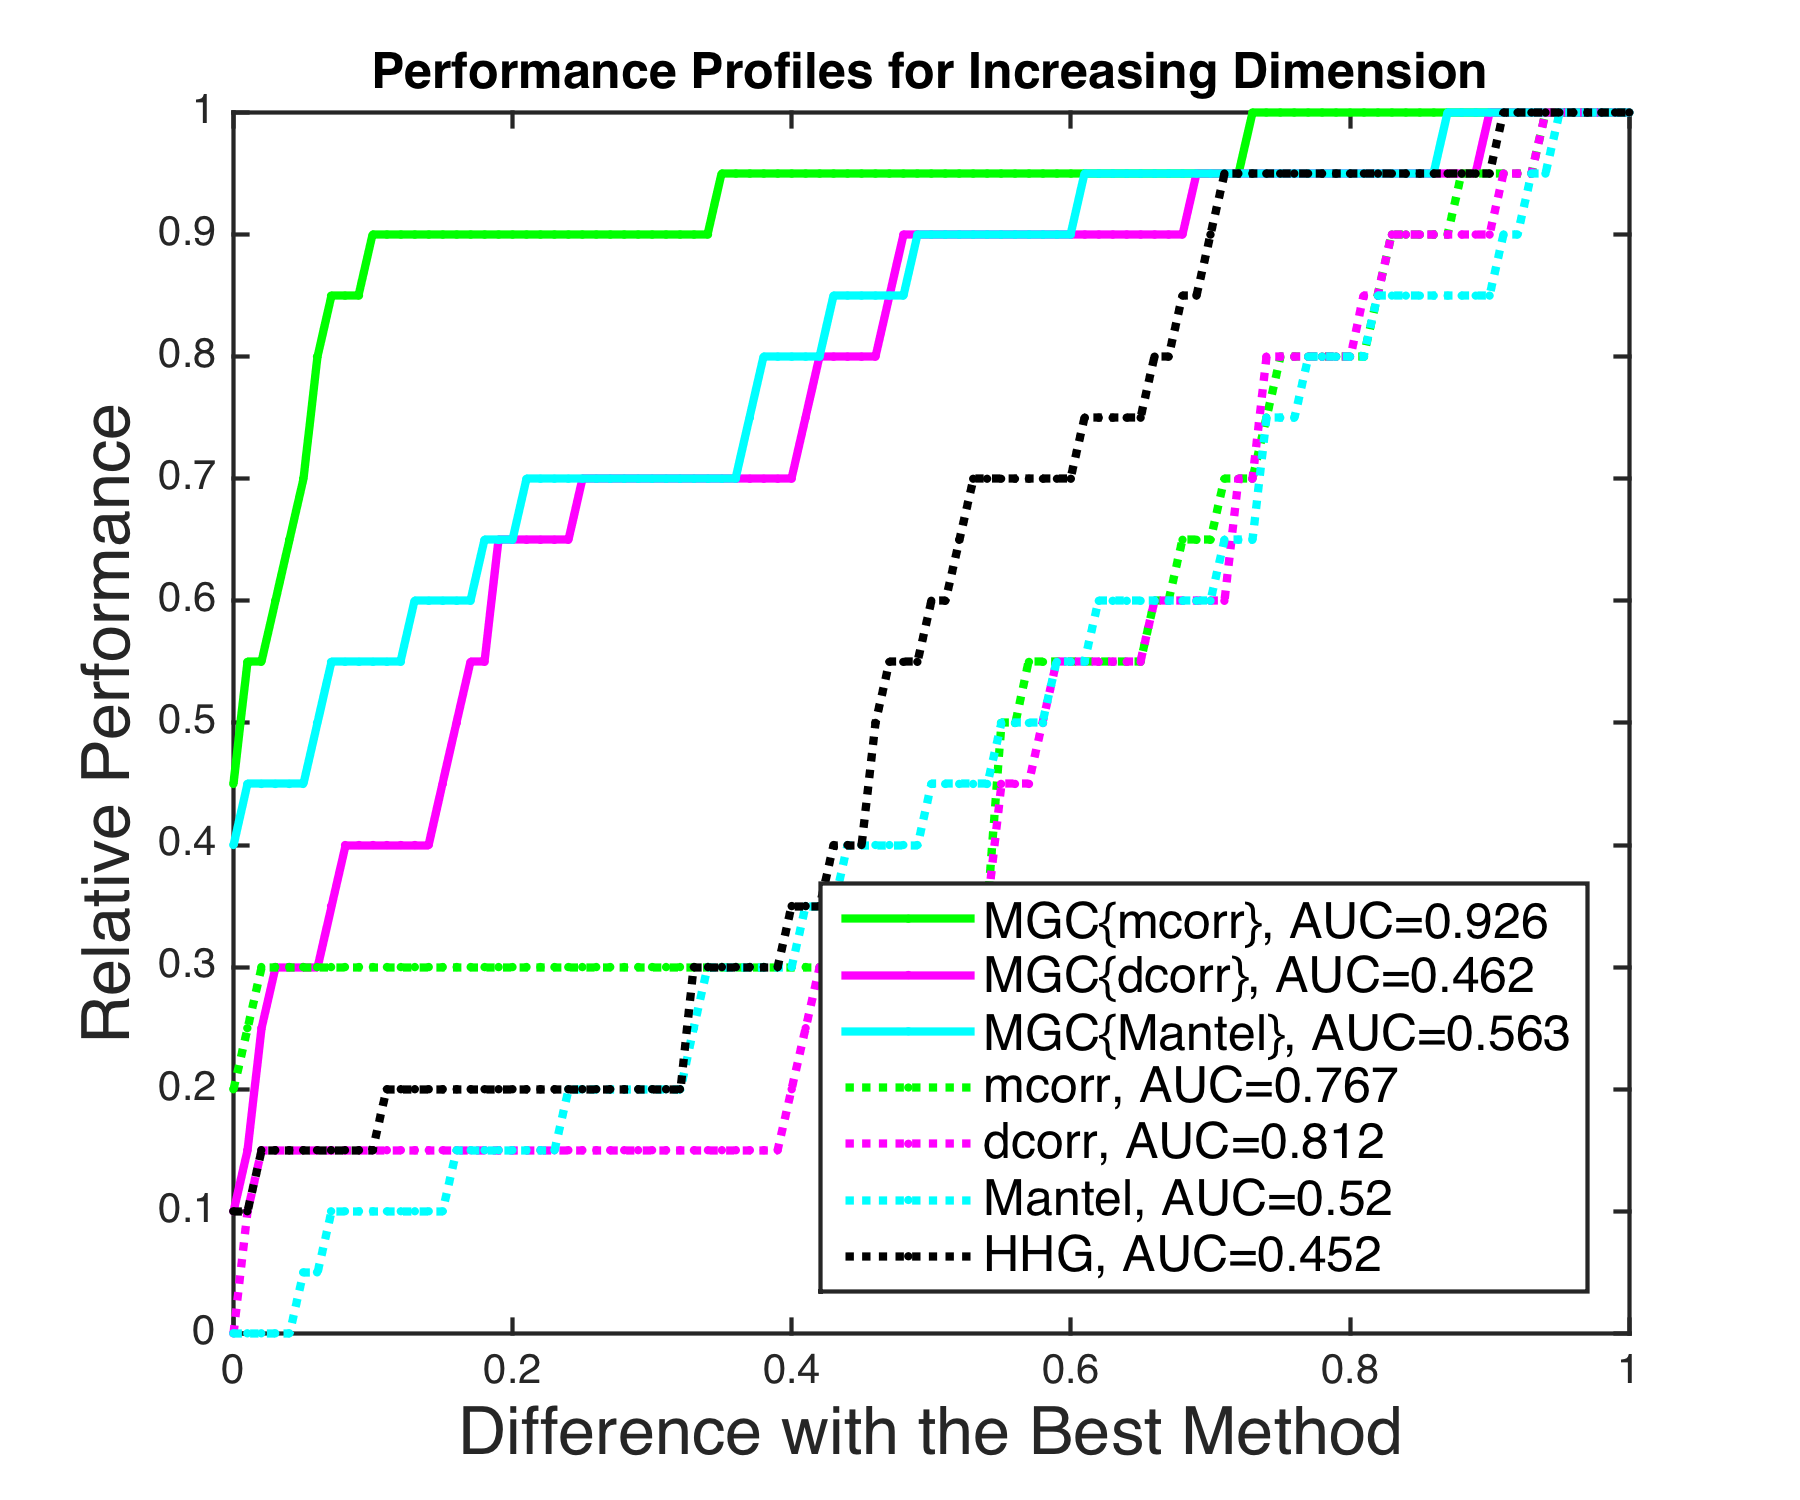 Performance Profiles for Increasing Dimension
1
0.9
0.8
0.7
0.6
0.5
0.4
0.3
0.2
0.1
0
Relative Performance
MGC{mcorr}, AUC=0.926
MGC{dcorr}, AUC=0.462
MGC{Mantel}, AUC=0.563
mcorr, AUC=0.767
dcorr, AUC=0.812
Mantel, AUC=0.52
HHG, AUC=0.452
0 0.2 0.4 0.6 0.8 1
Difference with the Best Method